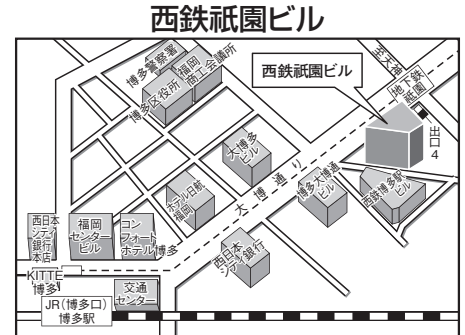 西鉄祇園ビル
西鉄祇園ビル
至天神
地下鉄
祇園
出口4
博多警察署
福岡
商工会議所
博多区役所
大博多
ビル
大博通り
博多大博通
ビル
西鉄博多駅前
ビル
ホテル日航
福岡
西日本
シティ
銀行
本店
福岡
センター
ビル
コン
フォート
ホテル博多
西日本
シティ銀行
KITTE
博多
交通
センター
JR(博多口)
博多駅